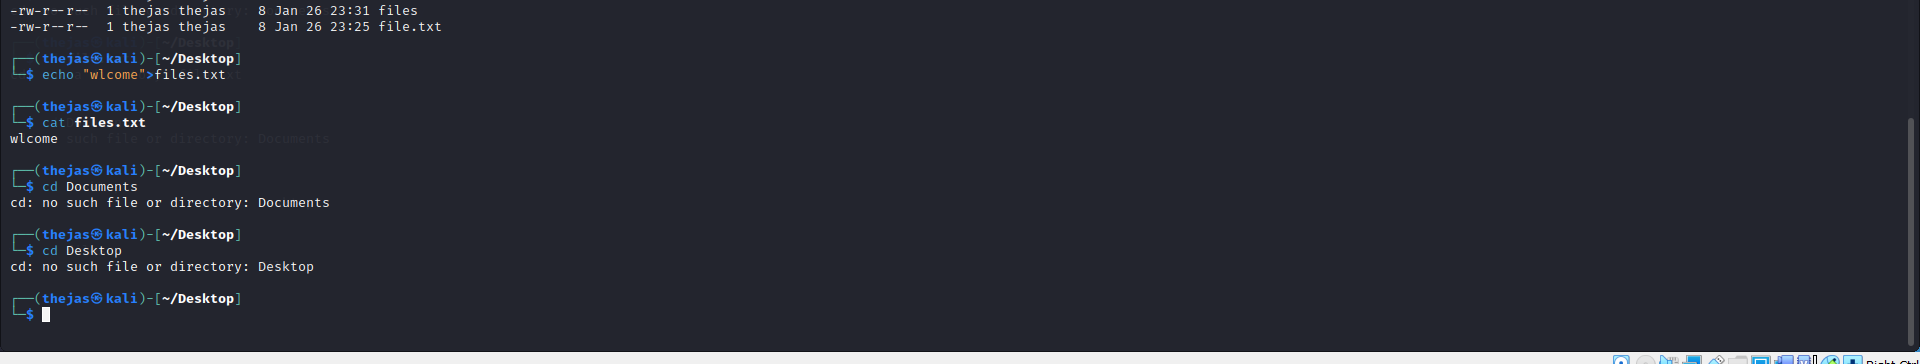 -rw-r--r-- 1 thejas thejas 8 Jan 26 23:31 files
-rw-r--r-- 1 thejas thejas 8 Jan 26 23:25 file.txt
┌──(thejas㉿kali)-[~/Desktop]
└─$ echo "wlcome">files.txt
┌──(thejas㉿kali)-[~/Desktop]
└─$ cat files.txt
wlcome
┌──(thejas㉿kali)-[~/Desktop]
└─$ cd Documents
cd: no such file or directory: Documents
┌──(thejas㉿kali)-[~/Desktop]
└─$ cd Desktop
cd: no such file or directory: Desktop
┌──(thejas㉿kali)-[~/Desktop]
└─$
Right Ctrl